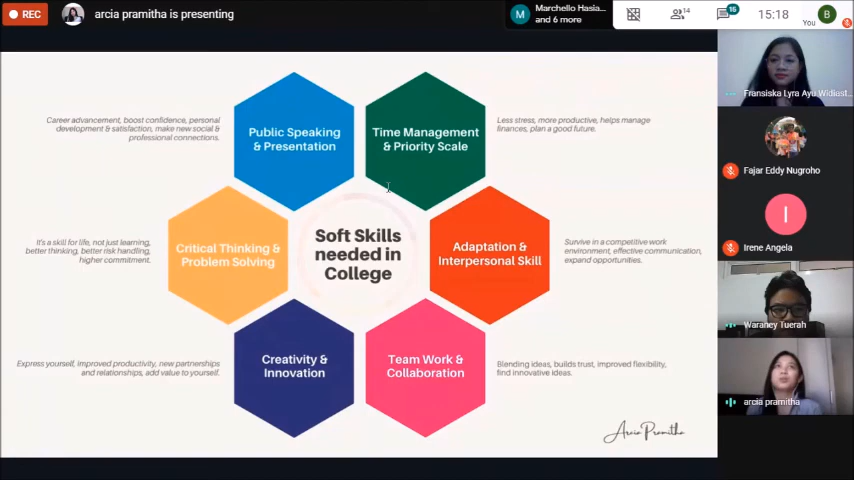 REC
arcia pramitha is presenting
M
Marchello Hasia...
and 6 more
14
15
15:18
You
B
Career advancement, boost confidence, personal
development & satisfaction, make new social &
professional connections.
Public Speaking
& Presentation
Time Management
& Priority Scale
Less stress, more productive, helps manage
finances, plan a good future.
It's a skill for life, not just learning,
better thinking, better risk handling,
higher commitment.
Critical Thinking &
Problem Solving
Soft Skills
needed in
College
Adaptation &
Interpersonal Skill
Survive in a competitive work
environment, effective communication,
expand opportunities.
Express yourself, improved productivity, new partnerships
and relationships, add value to yourself.
Creativity &
Innovation
Team Work &
Collaboration
Blending ideas, builds trust, improved flexibility,
find innovative ideas.
Arcia Pramitha
Fransiska Lyra Ayu Widiast...
Fajar Eddy Nugroho
I
Irene Angela
Waraney Tuerah
arcia pramitha